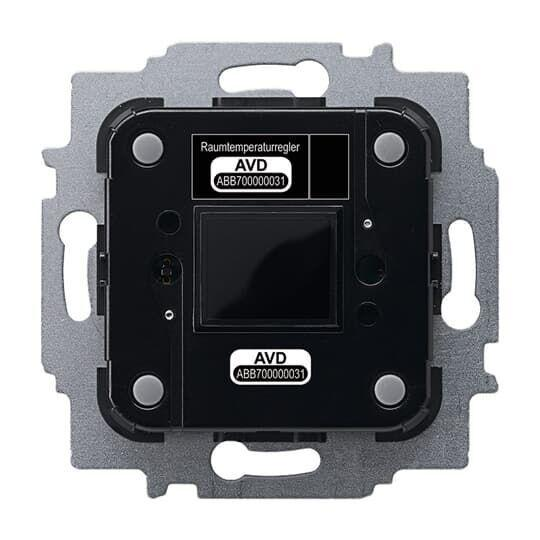 Raumtemperaturregler
AVD
ABB700000031
AVD
ABB700000031